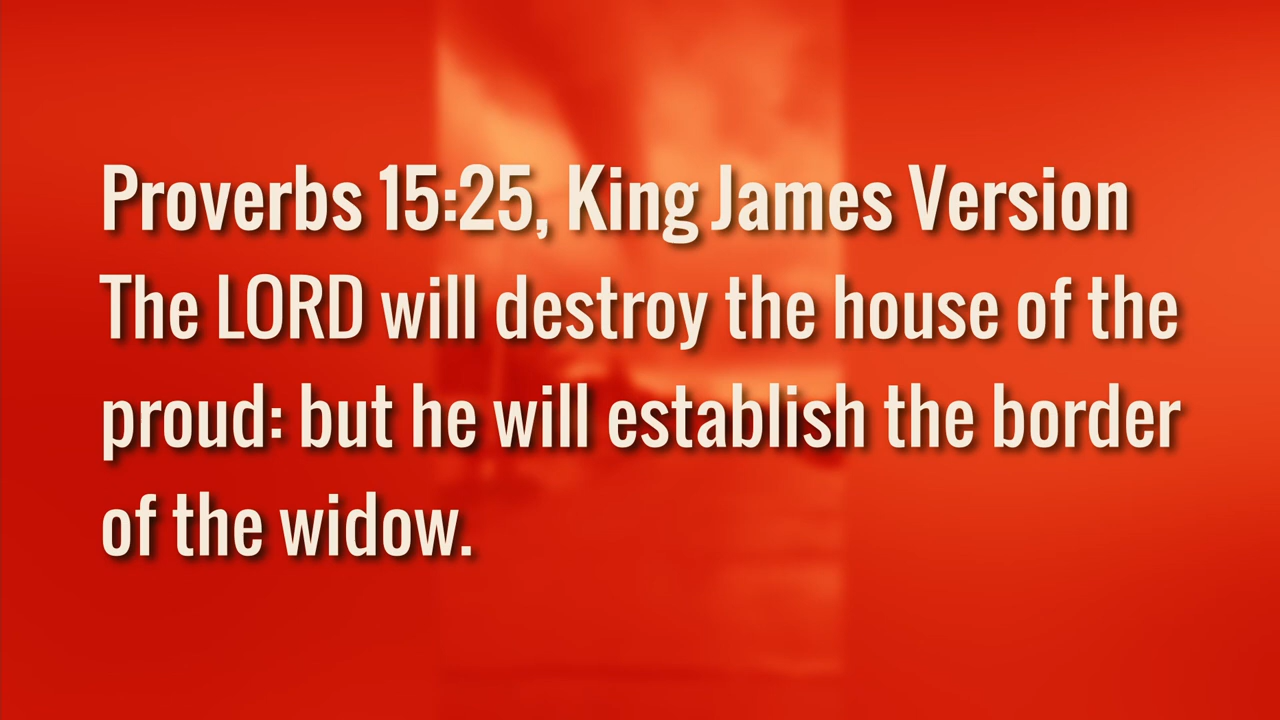 Proverbs 15:25, King James Version
The LORD will destroy the house of the
proud: but he will establish the border
of the widow.